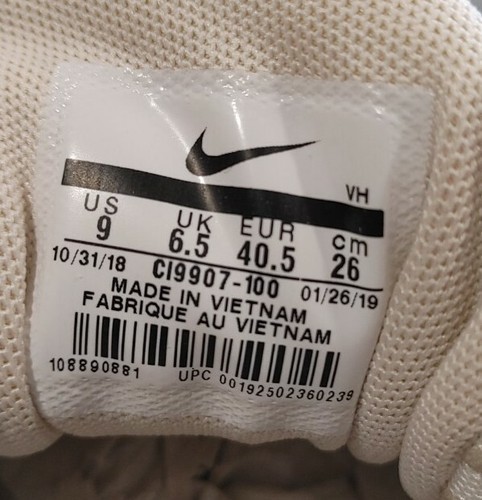 VH
US UK EUR cm
9 6.5 40.5 26
10/31/18 CI9907-100 01/26/19
MADE IN VIETNAM
FABRIQUE AU VIETNAM
108890881 UPC 00192502360239